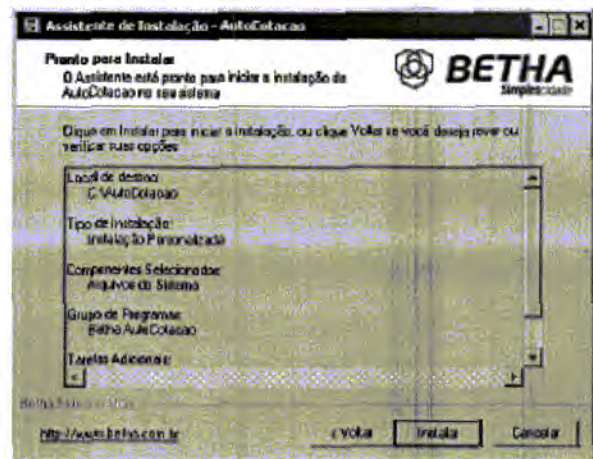 Assistente de Instalação - AutoCotacao
Pronto para Instalar
O Assistente está pronto para iniciar a instalação de
AutoCotacao no seu sistema
BETHA
Simplescidade
Clique em Instalar para iniciar a instalação, ou clique Voltar se você deseja rever ou
verificar suas opções
Local de destino:
C:\AutoCotacao
Tipo de Instalação:
Instalação Personalizada
Componentes Selecionados:
Arquivos do Sistema
Grupo de Programas:
Betha AutoCotacao
Tarefas Adicionais:
http://www.betha.com.br
< Voltar
Instalar
Cancelar